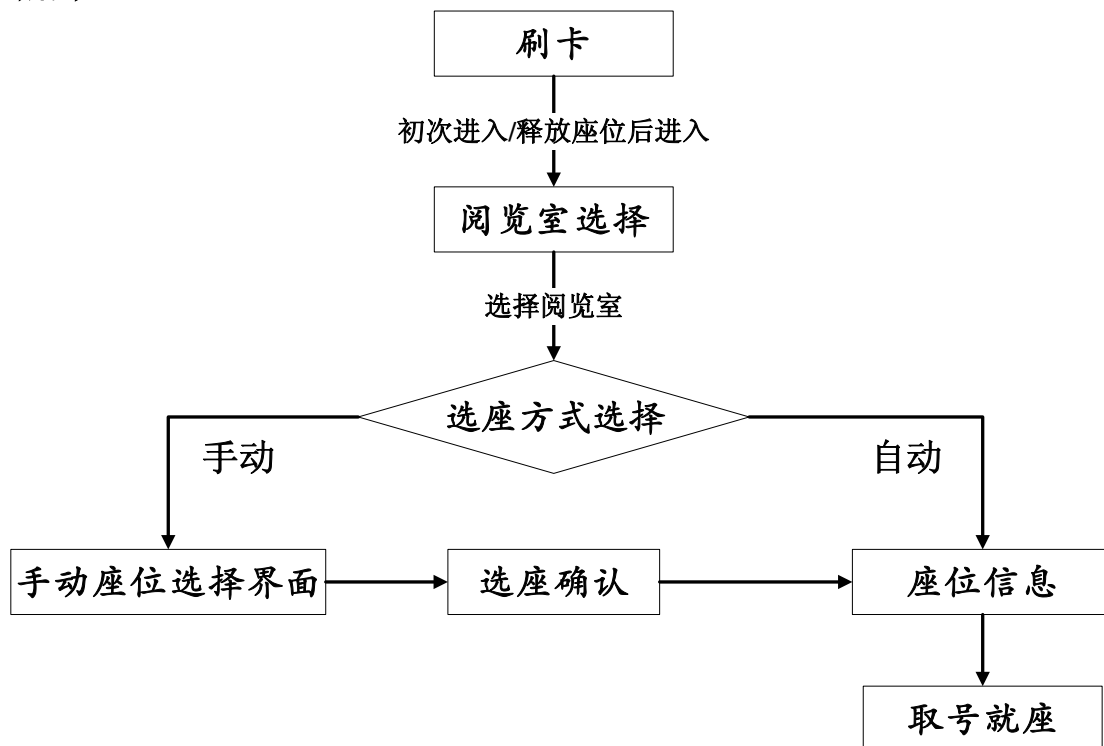 刷卡
初次进入/释放座位后进入
阅览室选择
选择阅览室
选座方式选择
手动
自动
手动座位选择界面
选座确认
座位信息
取号就座